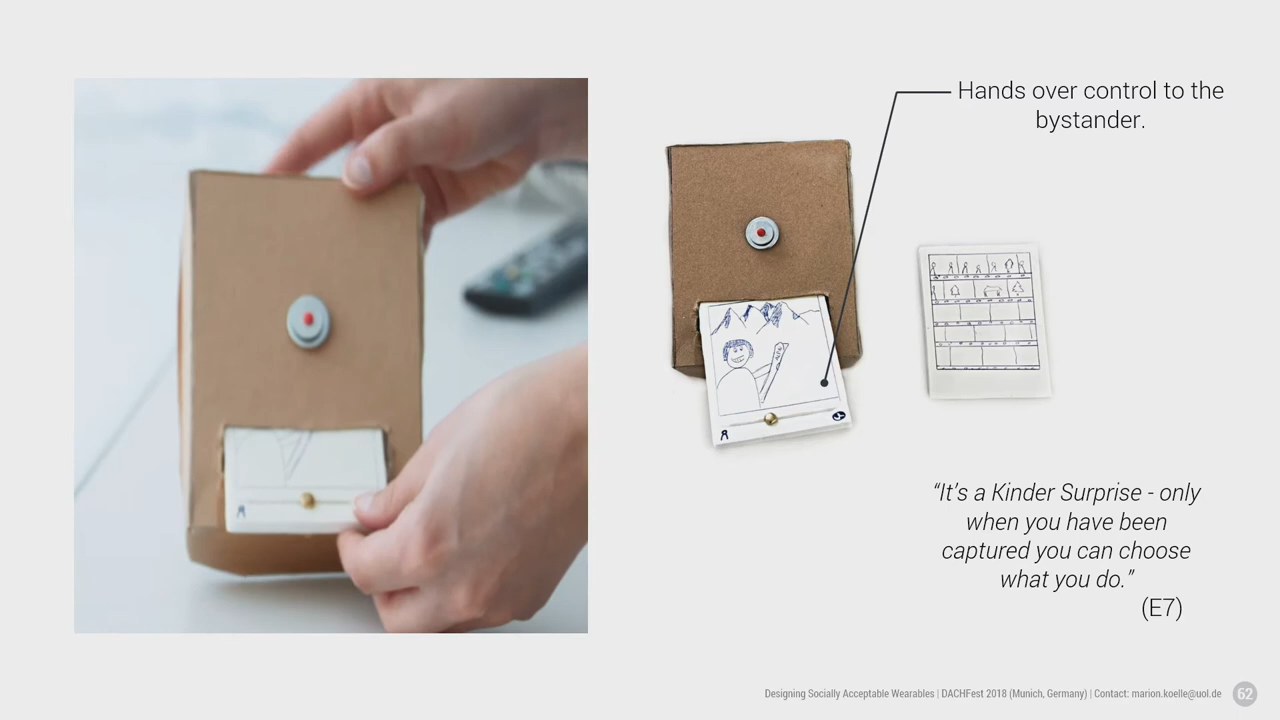 Hands over control to the
bystander.
“It’s a Kinder Surprise - only
when you have been
captured you can choose
what you do.”
(E7)
Designing Socially Acceptable Wearables | DACHFest 2018 (Munich, Germany) | Contact: marion.koelle@uol.de
62